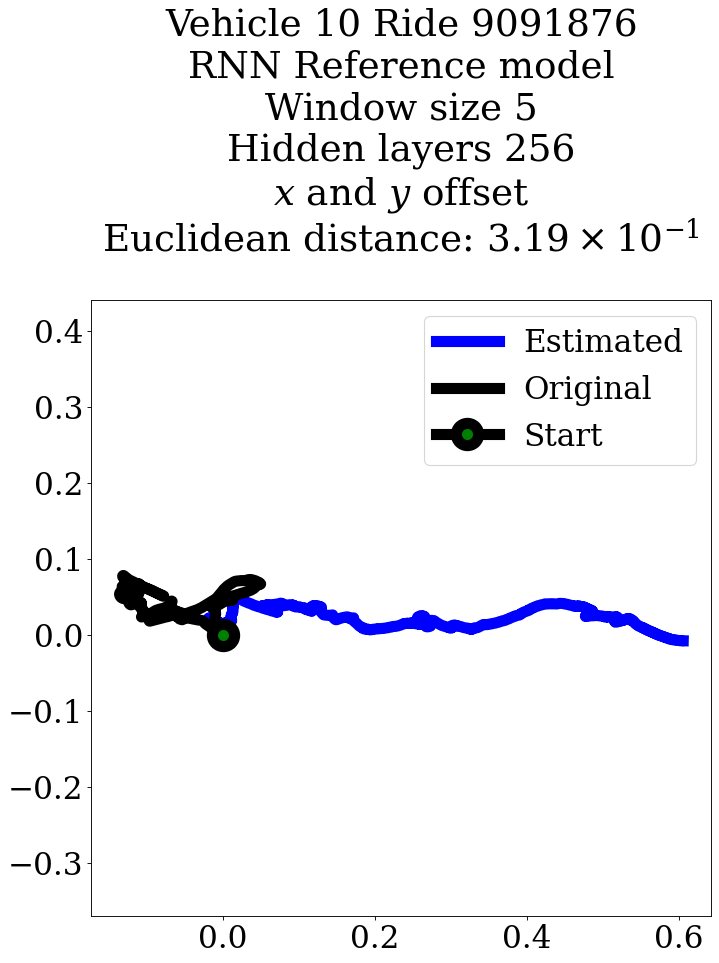 Vehicle 10 Ride 9091876
RNN Reference model
Window size 5
Hidden layers 256
x and y offset
Euclidean distance: 3.19 × 10⁻¹
Estimated
Original
Start
0.4
0.3
0.2
0.1
0.0
−0.1
−0.2
−0.3
0.0 0.2 0.4 0.6